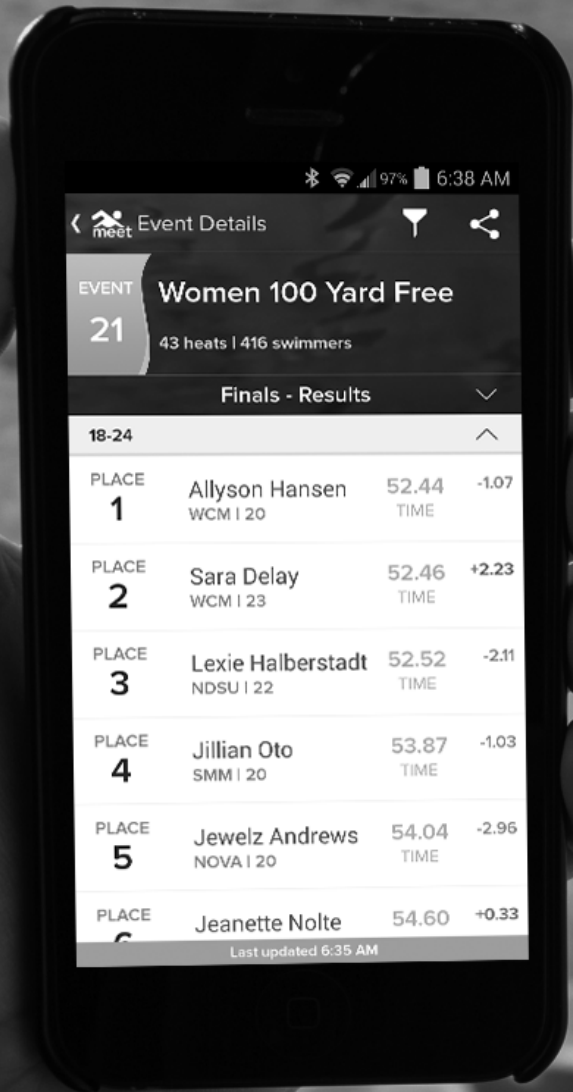 97% 6:38 AM
meet Event Details
EVENT
21
Women 100 Yard Free
43 heats | 416 swimmers
Finals - Results
18-24
PLACE
1
Allyson Hansen
WCM | 20
52.44
TIME
-1.07
PLACE
2
Sara Delay
WCM | 23
52.46
TIME
+2.23
PLACE
3
Lexie Halberstadt
NDSU | 22
52.52
TIME
-2.11
PLACE
4
Jillian Oto
SMM | 20
53.87
TIME
-1.03
PLACE
5
Jewelz Andrews
NOVA | 20
54.04
TIME
-2.96
PLACE
6
Jeanette Nolte
54.60
+0.33
Last updated 6:35 AM